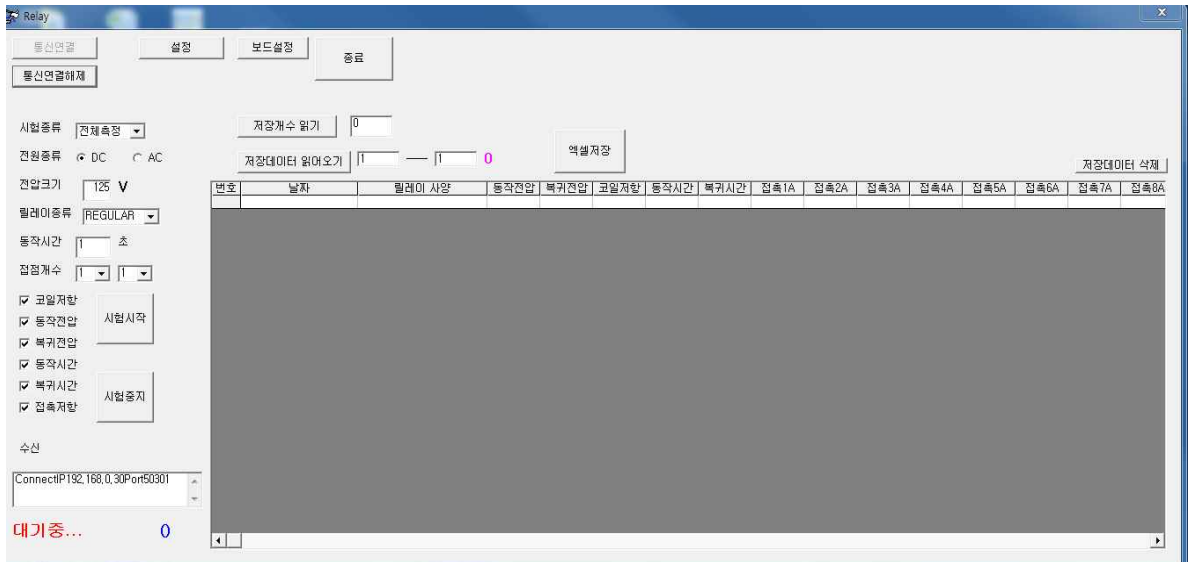 Relay
x
통신연결 설정 보드설정 종료
통신연결해제
시험종류 전체측정 저장개수 읽기 0
전원종류 DC AC 저장데이터 읽어오기 1 — 1 0 엑셀저장 저장데이터 삭제
전압크기 125 V
번호 날짜 릴레이 사양 동작전압 복귀전압 코일저항 동작시간 복귀시간 접촉1A 접촉2A 접촉3A 접촉4A 접촉5A 접촉6A 접촉7A 접촉8A
릴레이종류 REGULAR
동작시간 1 초
접점개수 1 1
코일저항
동작전압 시험시작
복귀전압
동작시간
복귀시간 시험중지
접촉저항
수신
ConnectIP192,168,0,30Port50301
대기중... 0